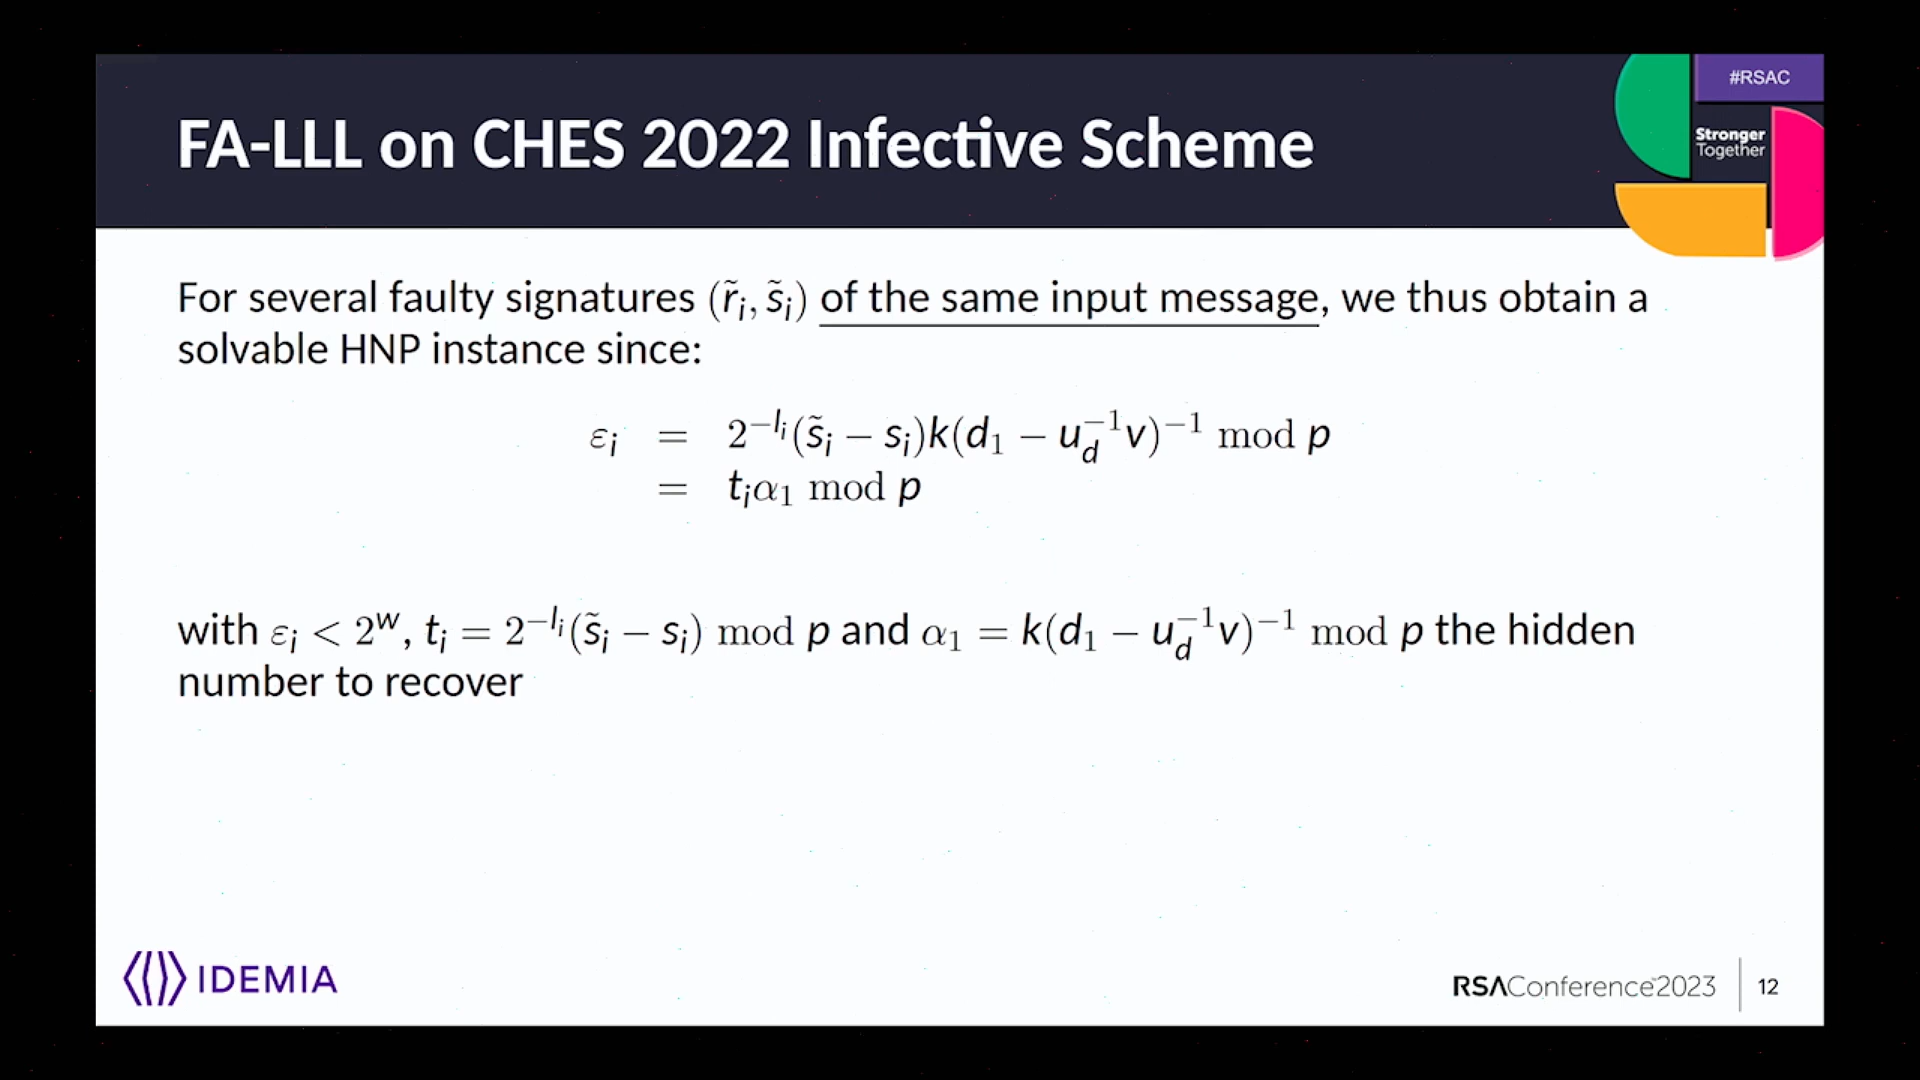 #RSAC
FA-LLL on CHES 2022 Infective Scheme
Stronger
Together
For several faulty signatures (r̃ᵢ, s̃ᵢ) of the same input message, we thus obtain a
solvable HNP instance since:
εᵢ = 2^{−lᵢ}(s̃ᵢ − sᵢ)k(d₁ − u_d^{−1}v)^{−1} mod p
= tᵢα₁ mod p
with εᵢ < 2^w, tᵢ = 2^{−lᵢ}(s̃ᵢ − sᵢ) mod p and α₁ = k(d₁ − u_d^{−1}v)^{−1} mod p the hidden
number to recover
IDEMIA
RSAConference™2023 12